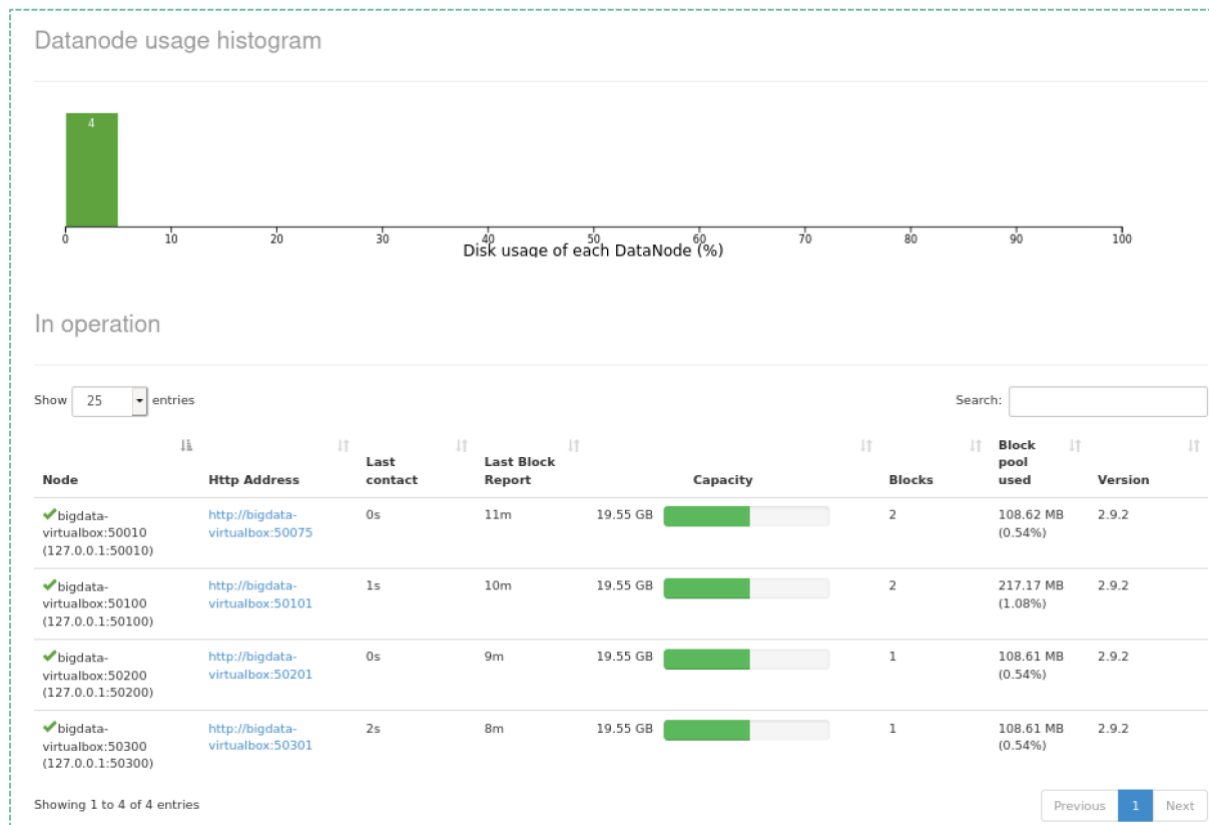 Datanode usage histogram
4
0 10 20 30 40 50 60 70 80 90 100
Disk usage of each DataNode (%)
In operation
Show 25 entries Search:
Node Http Address Last contact Last Block Report Capacity Blocks Block pool used Version
bigdata- http://bigdata- 0s 11m 19.55 GB 2 108.62 MB 2.9.2
virtualbox:50010 virtualbox:50075 (0.54%)
(127.0.0.1:50010)
bigdata- http://bigdata- 1s 10m 19.55 GB 2 217.17 MB 2.9.2
virtualbox:50100 virtualbox:50101 (1.08%)
(127.0.0.1:50100)
bigdata- http://bigdata- 0s 9m 19.55 GB 1 108.61 MB 2.9.2
virtualbox:50200 virtualbox:50201 (0.54%)
(127.0.0.1:50200)
bigdata- http://bigdata- 2s 8m 19.55 GB 1 108.61 MB 2.9.2
virtualbox:50300 virtualbox:50301 (0.54%)
(127.0.0.1:50300)
Showing 1 to 4 of 4 entries Previous 1 Next